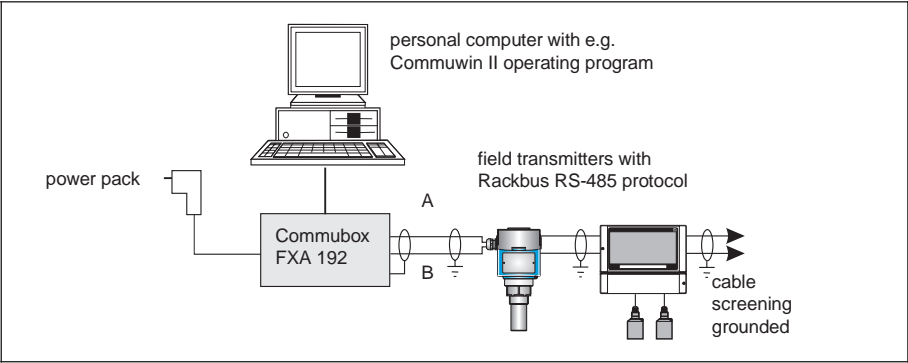 personal computer with e.g.
Commuwin II operating program
field transmitters with
Rackbus RS-485 protocol
power pack
A
Commubox
FXA 192
B
cable
screening
grounded